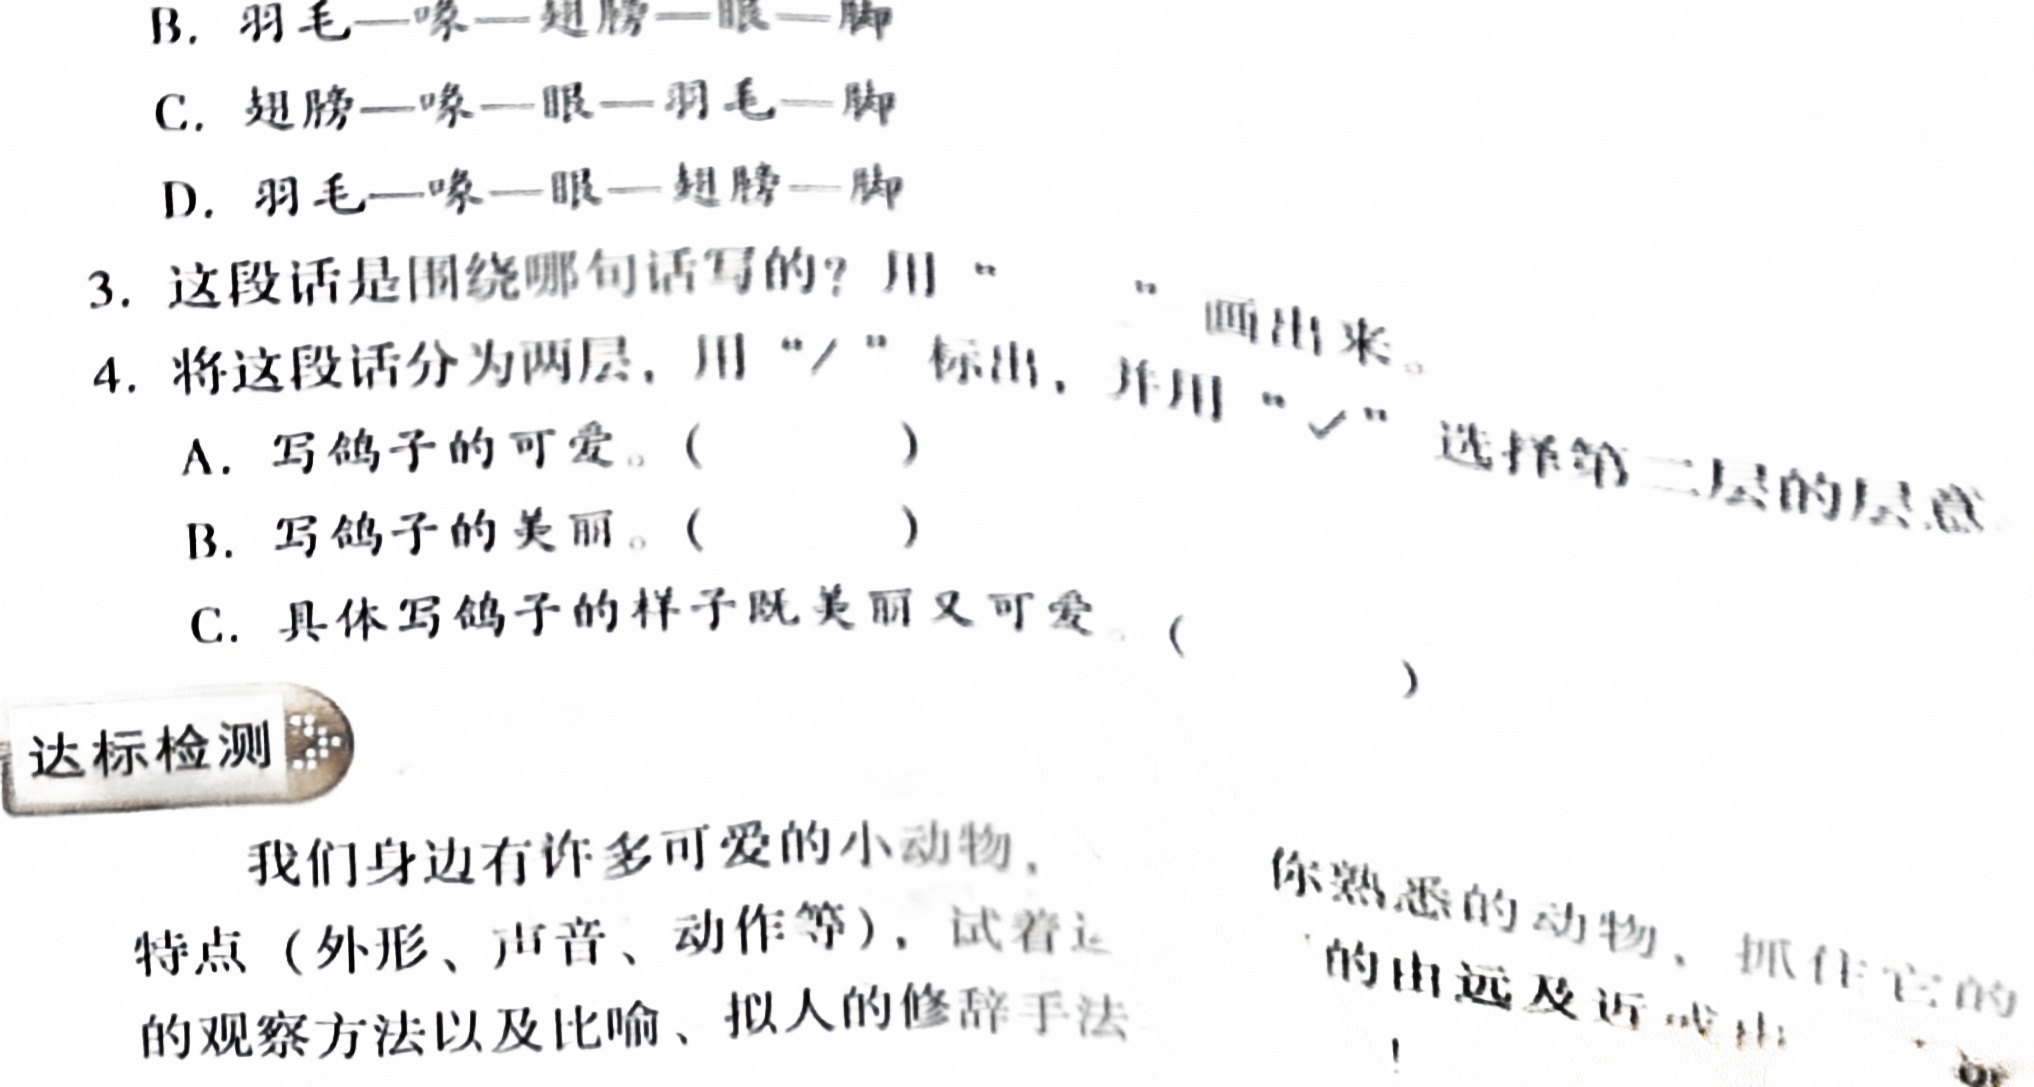 B. 羽毛—喙—翅膀—眼—脚
C. 翅膀—喙—眼—羽毛—脚
D. 羽毛—喙—眼—翅膀—脚
3. 这段话是围绕哪句话写的？用“ ”画出来。
4. 将这段话分为两层，用“/”标出，并用“✓”选择第二层的层意
A. 写鸽子的可爱。( )
B. 写鸽子的美丽。( )
C. 具体写鸽子的样子既美丽又可爱。( )
达标检测
我们身边有许多可爱的小动物， 你熟悉的动物，抓住它的
特点（外形、声音、动作等），试着 的由远及近或由
的观察方法以及比喻、拟人的修辞手法 !